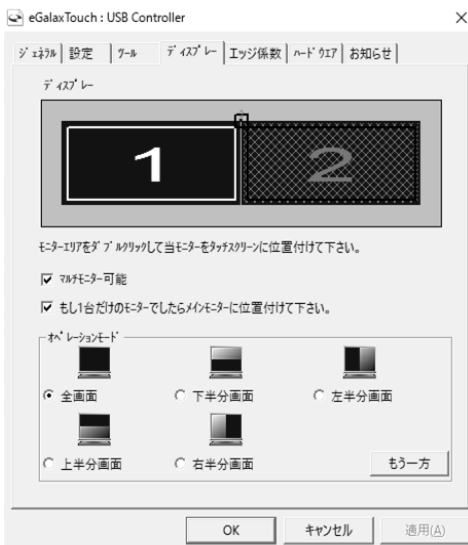 eGalaxTouch : USB Controller
ｼﾞｪﾈﾗﾙ 設定 ﾂｰﾙ ﾃﾞｨｽﾌﾟﾚｰ エッジ係数 ﾊｰﾄﾞｳｴｱ お知らせ
ﾃﾞｨｽﾌﾟﾚｰ
1 2
ﾓﾆﾀｰｴﾘｱをﾀﾞﾌﾞﾙｸﾘｯｸして当ﾓﾆﾀｰをﾀｯﾁｽｸﾘｰﾝに位置付けて下さい。
ﾏﾙﾁﾓﾆﾀｰ可能
もし1台だけのﾓﾆﾀｰでしたらﾒｲﾝﾓﾆﾀｰに位置付けて下さい。
ｵﾍﾟﾚｰｼｮﾝﾓｰﾄﾞ
全画面 下半分画面 左半分画面
上半分画面 右半分画面 もう一方
OK キャンセル 適用(A)